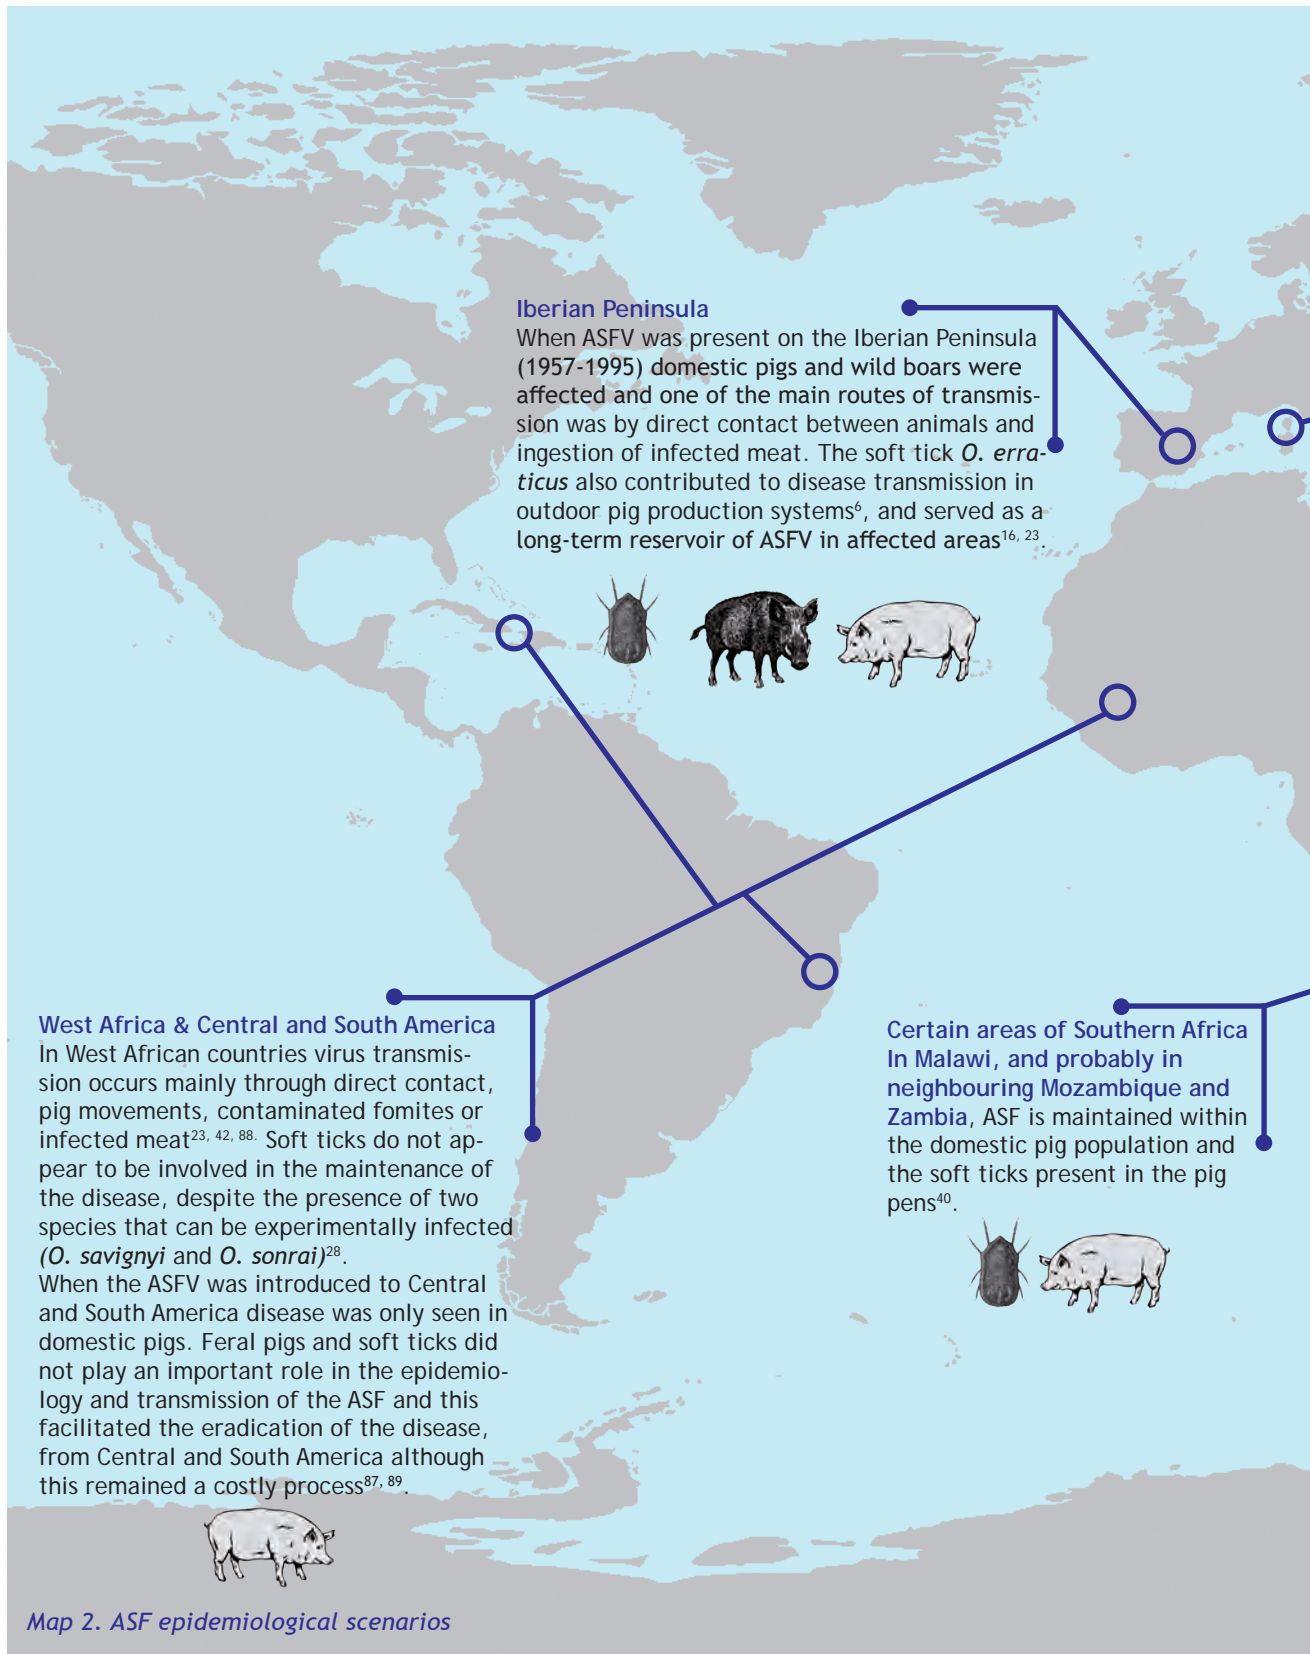 Iberian Peninsula
When ASFV was present on the Iberian Peninsula
(1957-1995) domestic pigs and wild boars were
affected and one of the main routes of transmis-
sion was by direct contact between animals and
ingestion of infected meat. The soft tick O. erra-
ticus also contributed to disease transmission in
outdoor pig production systems6, and served as a
long-term reservoir of ASFV in affected areas16, 23.
West Africa & Central and South America
In West African countries virus transmis-
sion occurs mainly through direct contact,
pig movements, contaminated fomites or
infected meat23, 42, 88. Soft ticks do not ap-
pear to be involved in the maintenance of
the disease, despite the presence of two
species that can be experimentally infected
(O. savignyi and O. sonrai)28.
When the ASFV was introduced to Central
and South America disease was only seen in
domestic pigs. Feral pigs and soft ticks did
not play an important role in the epidemio-
logy and transmission of the ASF and this
facilitated the eradication of the disease,
from Central and South America although
this remained a costly process87, 89.
Certain areas of Southern Africa
In Malawi, and probably in
neighbouring Mozambique and
Zambia, ASF is maintained within
the domestic pig population and
the soft ticks present in the pig
pens40.
Map 2. ASF epidemiological scenarios